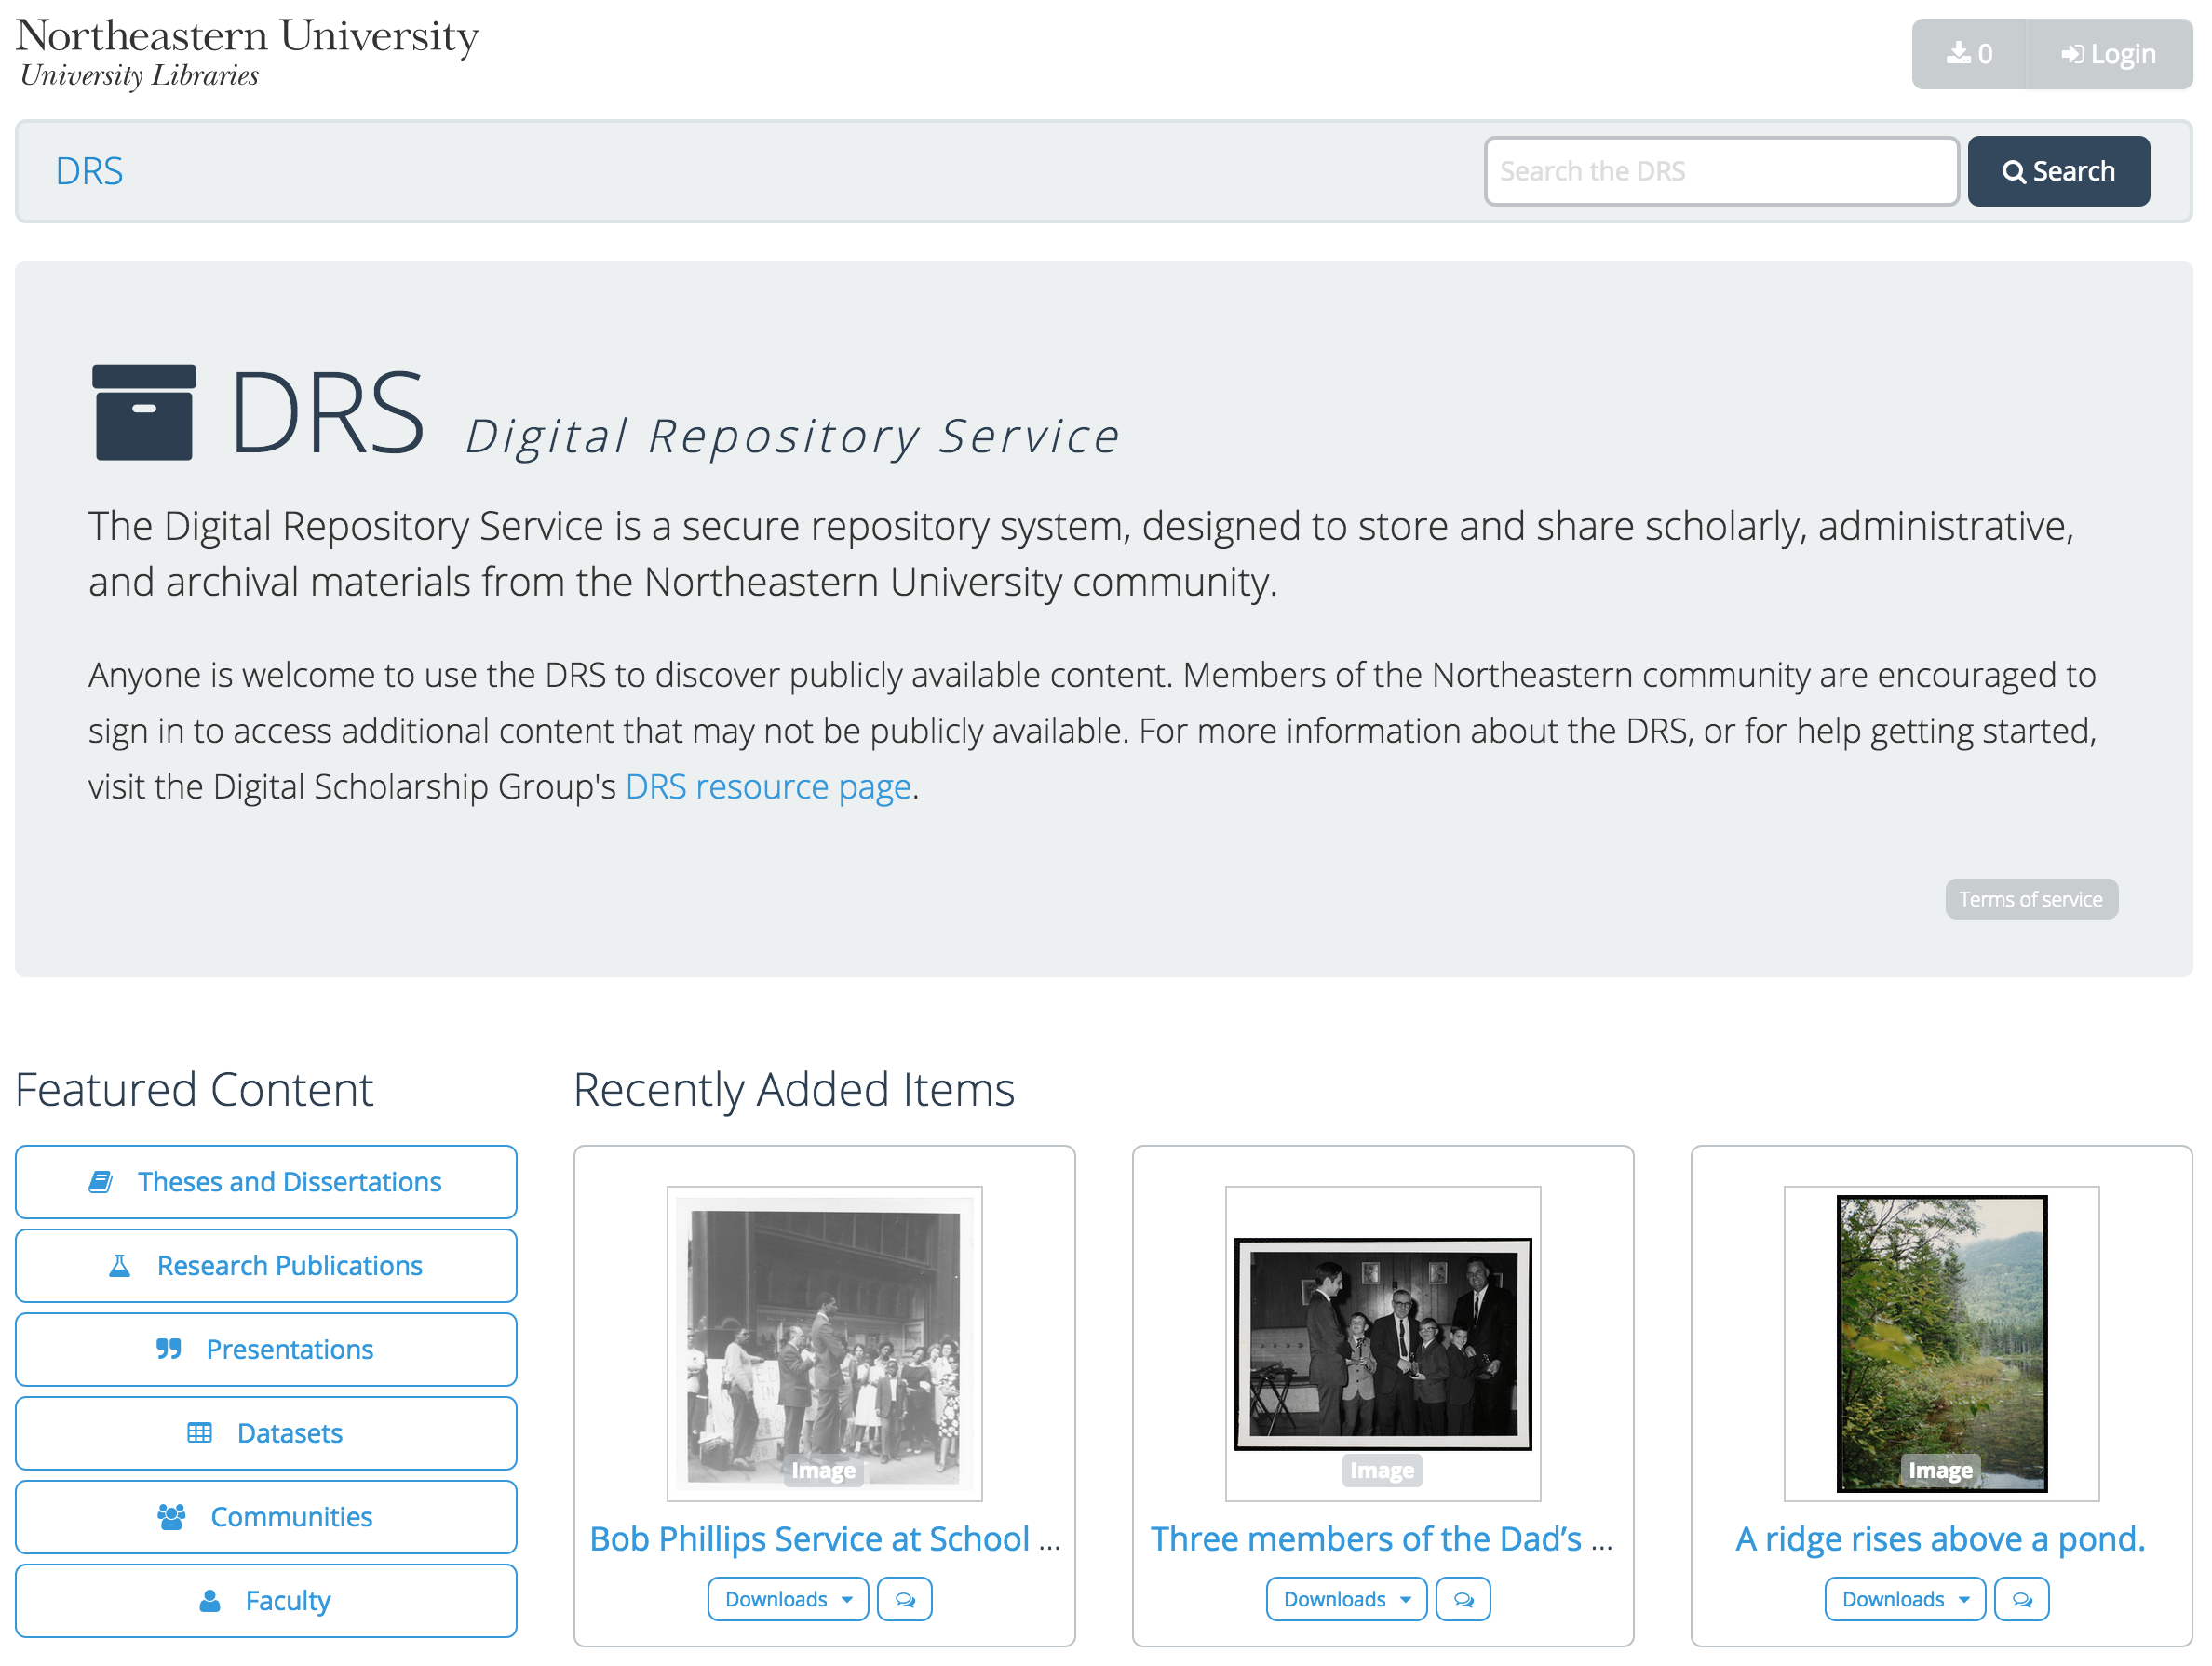 Northeastern University
University Libraries
0
Login
DRS
Search the DRS
Search
DRS Digital Repository Service
The Digital Repository Service is a secure repository system, designed to store and share scholarly, administrative,
and archival materials from the Northeastern University community.
Anyone is welcome to use the DRS to discover publicly available content. Members of the Northeastern community are encouraged to
sign in to access additional content that may not be publicly available. For more information about the DRS, or for help getting started,
visit the Digital Scholarship Group's DRS resource page.
Terms of service
Featured Content
Theses and Dissertations
Research Publications
Presentations
Datasets
Communities
Faculty
Recently Added Items
Image
Bob Phillips Service at School ...
Downloads
Image
Three members of the Dad’s ...
Downloads
Image
A ridge rises above a pond.
Downloads